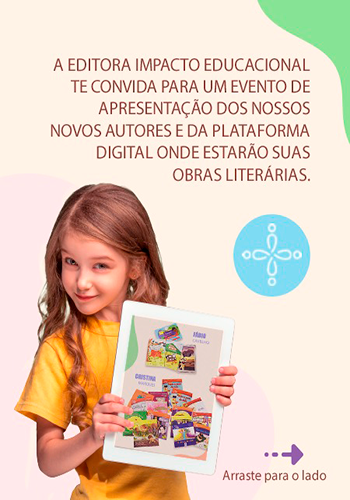 A EDITORA IMPACTO EDUCACIONAL
TE CONVIDA PARA UM EVENTO DE
APRESENTAÇÃO DOS NOSSOS
NOVOS AUTORES E DA PLATAFORMA
DIGITAL ONDE ESTARÃO SUAS
OBRAS LITERÁRIAS.
CRISTINA
Arraste para o lado